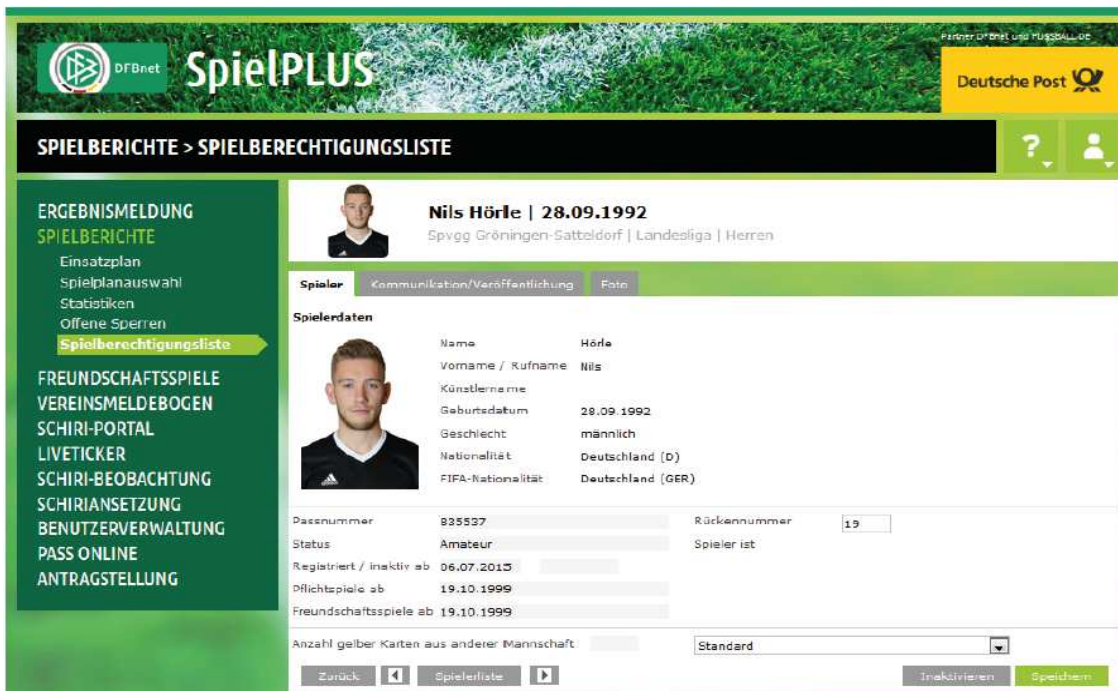 Partner DFBnet und FUSSBALL.DE
DFBnet SpielPLUS
Deutsche Post
SPIELBERICHTE > SPIELBERECHTIGUNGSLISTE
?
ERGEBNISMELDUNG
SPIELBERICHTE
Einsatzplan
Spielplanauswahl
Statistiken
Offene Sperren
Spielberechtigungsliste
FREUNDSCHAFTSSPIELE
VEREINSMELDEBOGEN
SCHIRI-PORTAL
LIVETICKER
SCHIRI-BEOBACHTUNG
SCHIRIANSETZUNG
BENUTZERVERWALTUNG
PASS ONLINE
ANTRAGSTELLUNG
Nils Hörle | 28.09.1992
Spvgg Gröningen-Satteldorf | Landesliga | Herren
Spieler Kommunikation/Veröffentlichung Foto
Spielerdaten
Name Hörle
Vorname / Rufname Nils
Künstlername
Geburtsdatum 28.09.1992
Geschlecht männlich
Nationalität Deutschland (D)
FIFA-Nationalität Deutschland (GER)
Passnummer 835537 Rückennummer 19
Status Amateur Spieler ist
Registriert / inaktiv ab 06.07.2015
Pflichtspiele ab 19.10.1999
Freundschaftsspiele ab 19.10.1999
Anzahl gelber Karten aus anderer Mannschaft Standard
Zurück Spielerliste Inaktivieren Speichern